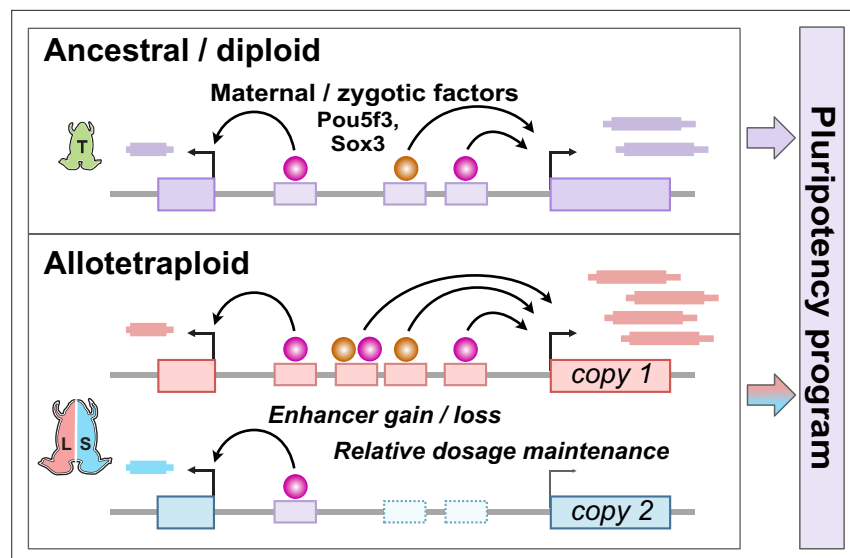 Ancestral / diploid
Maternal / zygotic factors
Pou5f3,
Sox3
T
Allotetraploid
copy 1
L S
Enhancer gain / loss
Relative dosage maintenance
copy 2
Pluripotency program